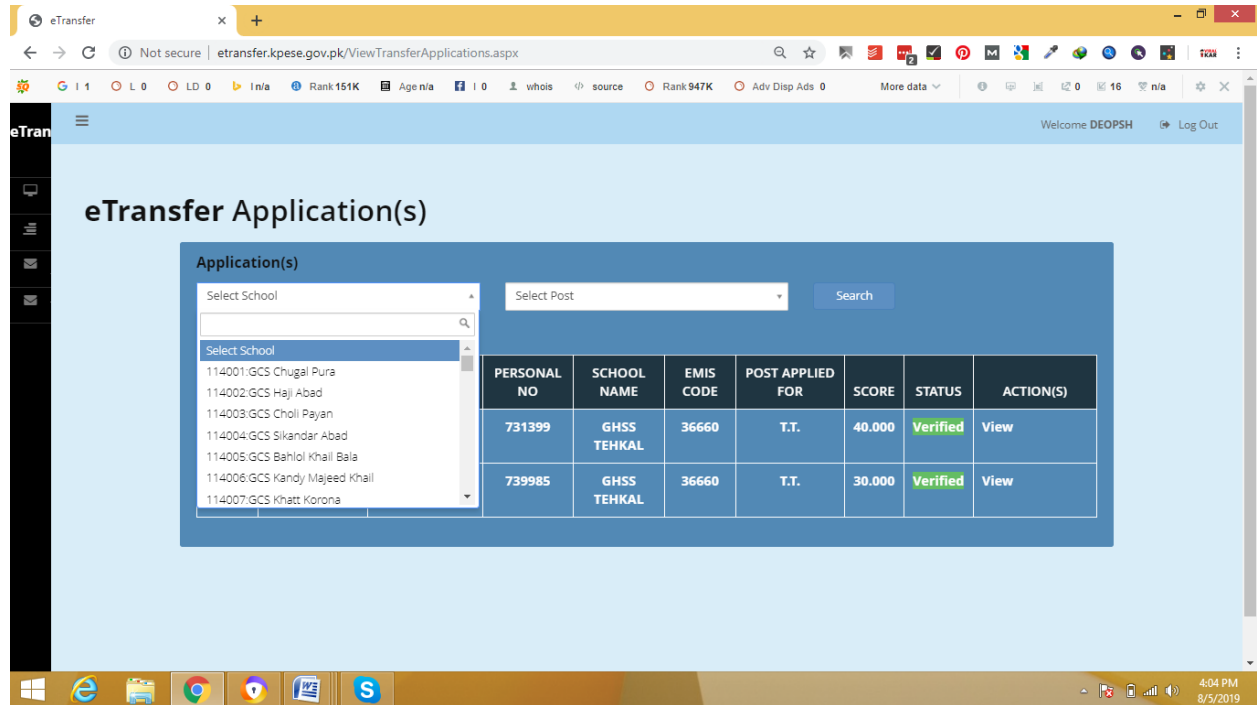 eTransfer
Not secure | etransfer.kpese.gov.pk/ViewTransferApplications.aspx
2
G I 1 L 0 LD 0 I n/a Rank 151K Age n/a I 0 whois source Rank 947K Adv Disp Ads 0 More data 0 16 n/a
eTran
Welcome DEOPSH Log Out
eTransfer Application(s)
Application(s)
Select School Select Post Search
Select School
114001:GCS Chugal Pura
114002:GCS Haji Abad
114003:GCS Choli Payan
114004:GCS Sikandar Abad
114005:GCS Bahlol Khail Bala
114006:GCS Kandy Majeed Khail
114007:GCS Khatt Korona
PERSONAL NO SCHOOL NAME EMIS CODE POST APPLIED FOR SCORE STATUS ACTION(S)
731399 GHSS TEHKAL 36660 T.T. 40.000 Verified View
739985 GHSS TEHKAL 36660 T.T. 30.000 Verified View
4:04 PM
8/5/2019